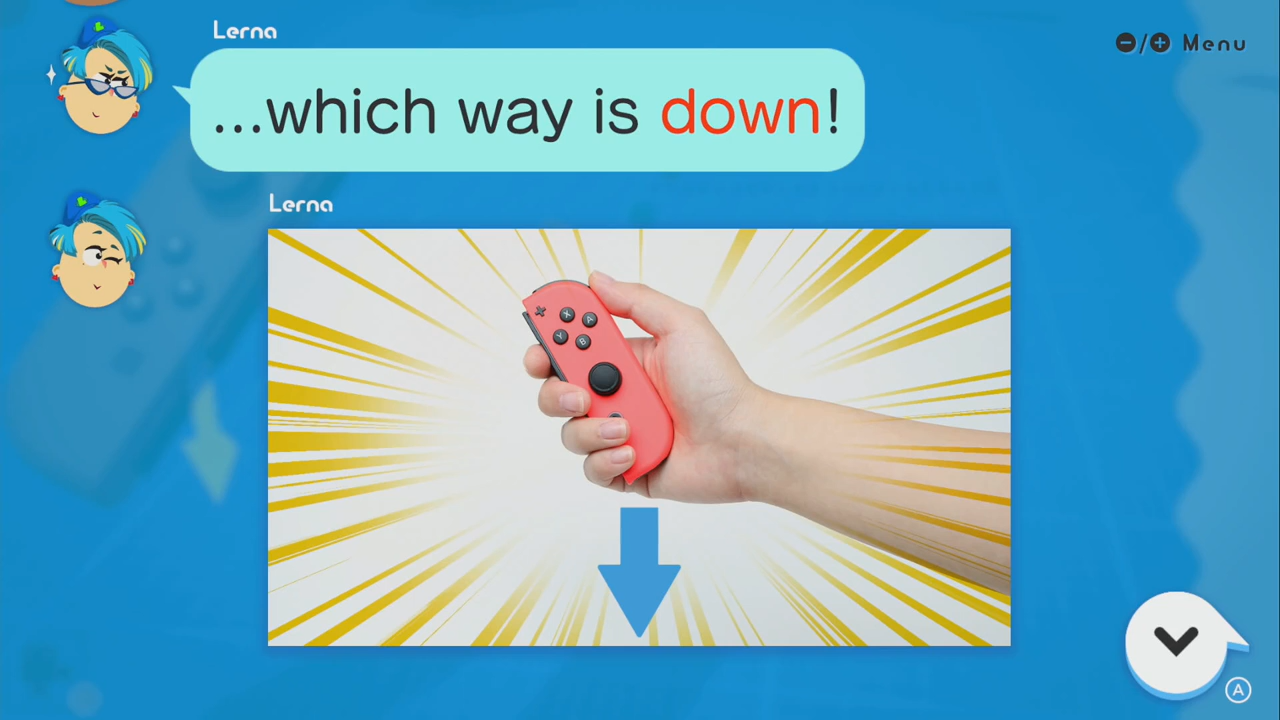 Lerna
−/+ Menu
...which way is down!
Lerna
X
A
Y
B
A